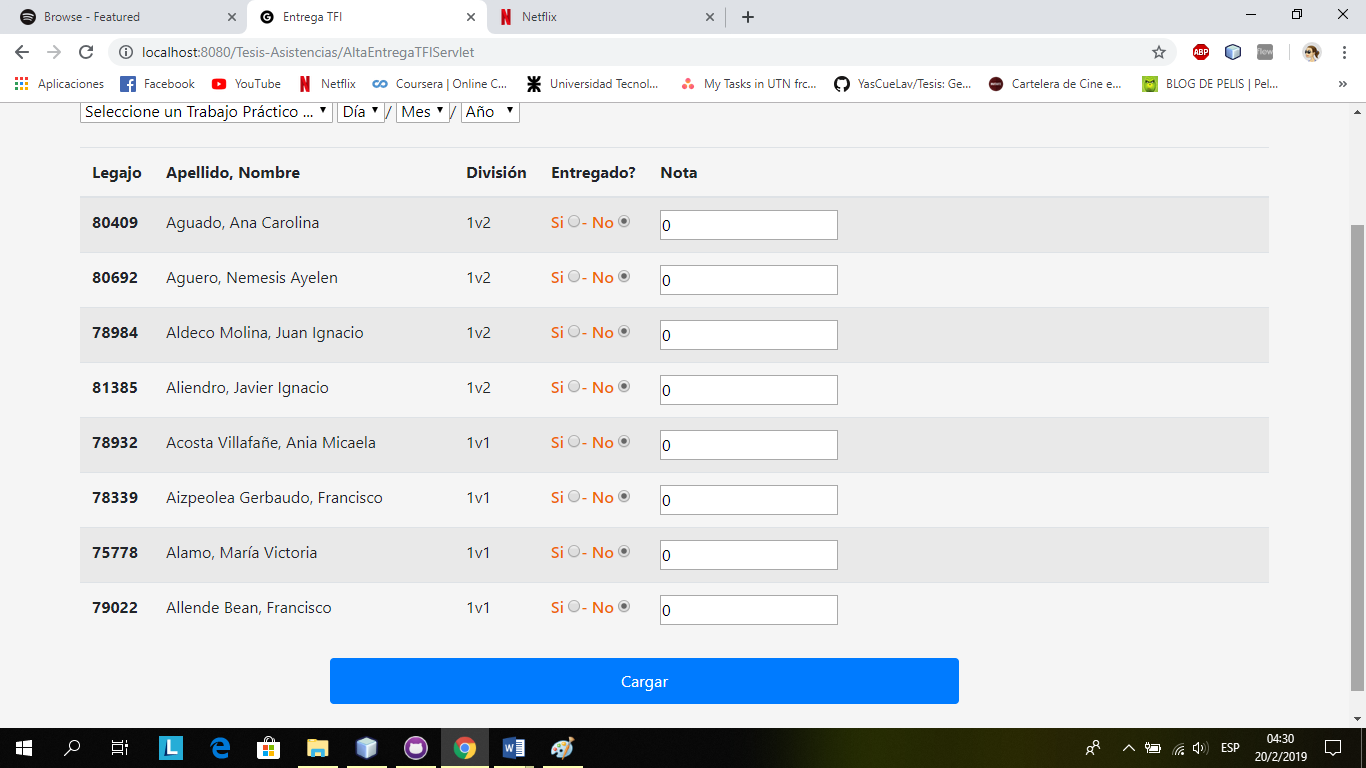 Browse - Featured
Entrega TFI
Netflix
localhost:8080/Tesis-Asistencias/AltaEntregaTFIServlet
ABP
flow
Aplicaciones Facebook YouTube Netflix Coursera | Online C... Universidad Tecnol... My Tasks in UTN frc... YasCueLav/Tesis: Ge... Cartelera de Cine e... BLOG DE PELIS | Pel... »
Seleccione un Trabajo Práctico ... Día / Mes / Año
Legajo Apellido, Nombre División Entregado? Nota
80409 Aguado, Ana Carolina 1v2 Si - No 0
80692 Aguero, Nemesis Ayelen 1v2 Si - No 0
78984 Aldeco Molina, Juan Ignacio 1v2 Si - No 0
81385 Aliendro, Javier Ignacio 1v2 Si - No 0
78932 Acosta Villafañe, Ania Micaela 1v1 Si - No 0
78339 Aizpeolea Gerbaudo, Francisco 1v1 Si - No 0
75778 Alamo, María Victoria 1v1 Si - No 0
79022 Allende Bean, Francisco 1v1 Si - No 0
Cargar
L
ESP
04:30
20/2/2019